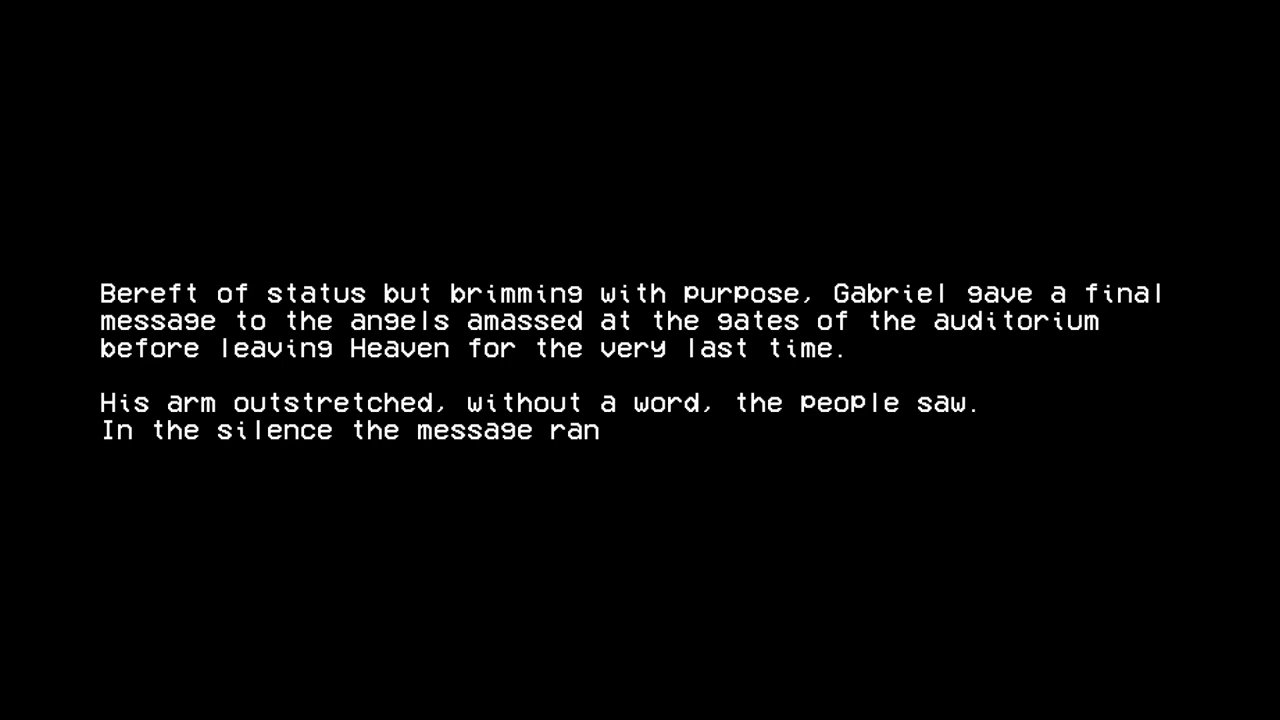 Bereft of status but brimming with purpose, Gabriel gave a final
message to the angels amassed at the gates of the auditorium
before leaving Heaven for the very last time.
His arm outstretched, without a word, the people saw.
In the silence the message ran